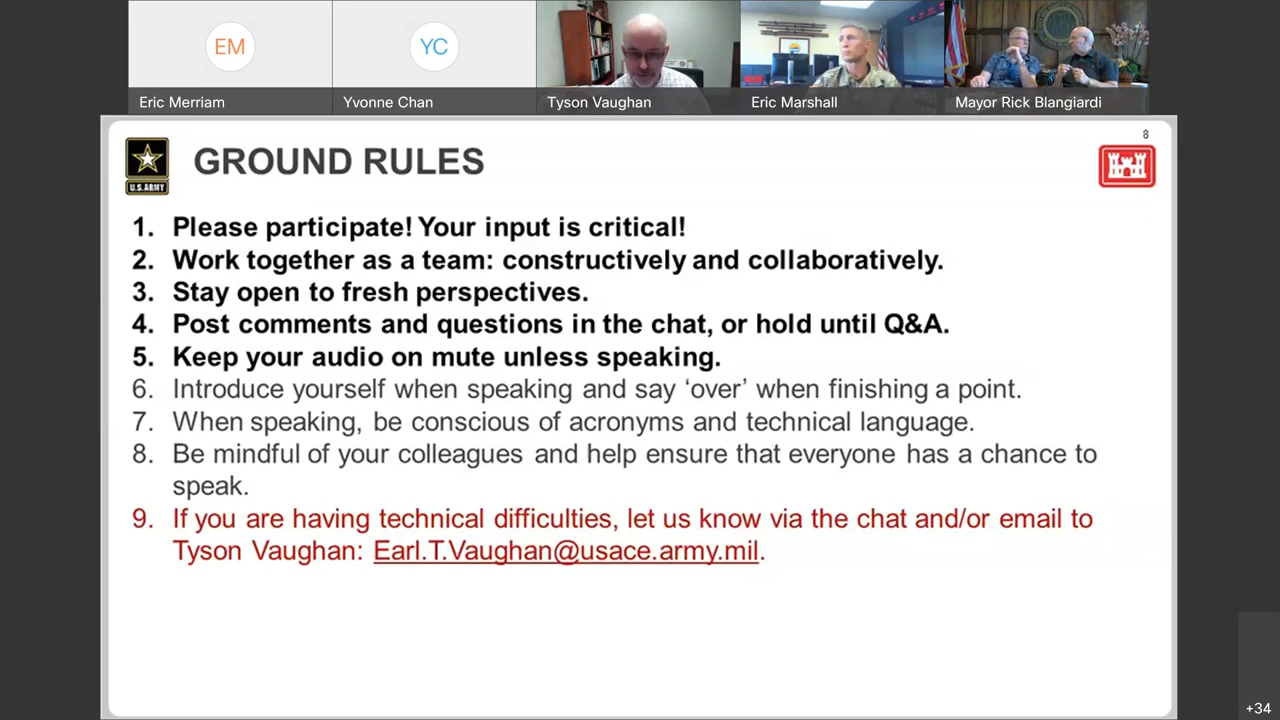 EM
YC
Eric Merriam
Yvonne Chan
Tyson Vaughan
Eric Marshall
Mayor Rick Blangiardi
8
U.S.ARMY
GROUND RULES
1. Please participate! Your input is critical!
2. Work together as a team: constructively and collaboratively.
3. Stay open to fresh perspectives.
4. Post comments and questions in the chat, or hold until Q&A.
5. Keep your audio on mute unless speaking.
6. Introduce yourself when speaking and say ‘over’ when finishing a point.
7. When speaking, be conscious of acronyms and technical language.
8. Be mindful of your colleagues and help ensure that everyone has a chance to
speak.
9. If you are having technical difficulties, let us know via the chat and/or email to
Tyson Vaughan: Earl.T.Vaughan@usace.army.mil.
+34